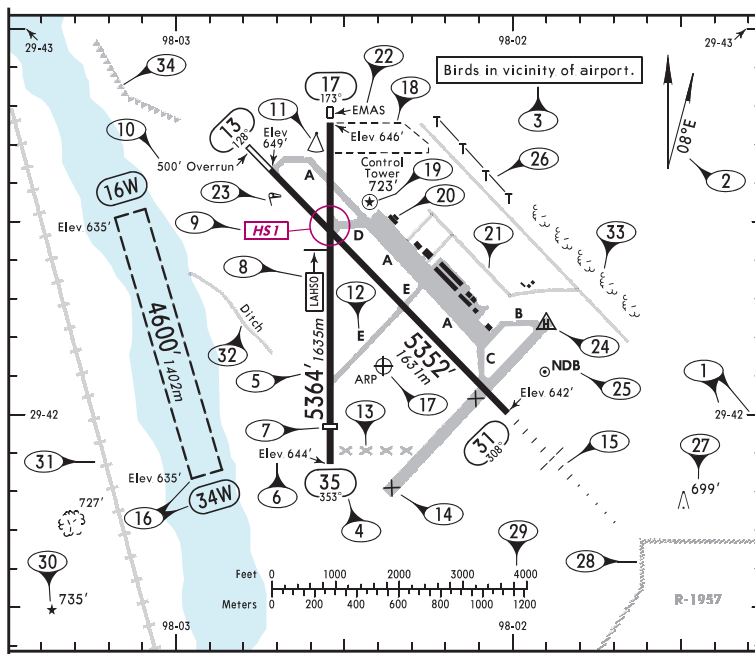 98-03
98-02
29-43
29-43
34
17
173°
22
18
EMAS
Birds in vicinity of airport.
3
08°E
2
11
13
128°
Elev
649'
Elev 646'
10
500' Overrun
Control
Tower
723'
19
26
T
T
T
T
A
20
16W
23
Elev 635'
9
HS1
D
21
33
8
LAHSO
12
A
E
B
H
24
4600'
1402m
Ditch
E
A
5352'
1631m
C
32
5364'
1635m
5
ARP
17
NDB
25
1
Elev 642'
29-42
29-42
7
13
31
308°
15
27
31
Elev 644'
699'
Elev 635'
34W
16
6
35
353°
14
727'
4
29
28
30
735'
Feet
0
1000
2000
3000
4000
Meters
0
200
400
600
800
1000
1200
R-1957
98-03
98-02